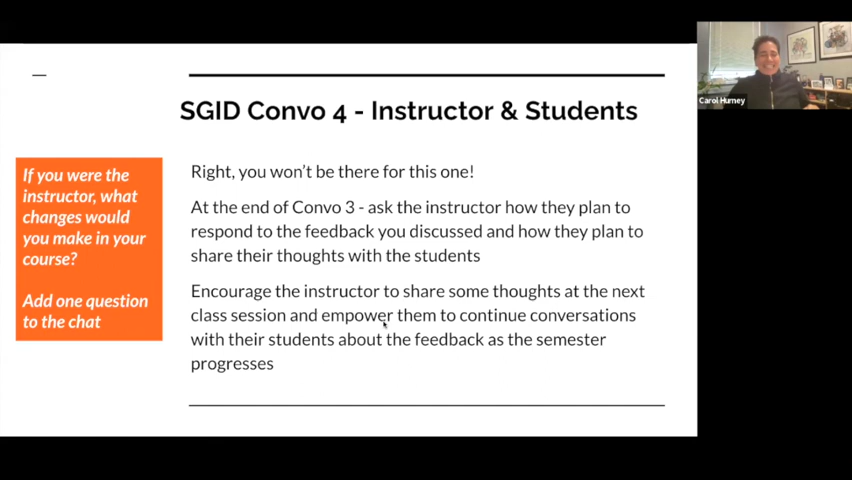 SGID Convo 4 - Instructor & Students
If you were the
instructor, what
changes would
you make in your
course?
Add one question
to the chat
Right, you won't be there for this one!
At the end of Convo 3 - ask the instructor how they plan to
respond to the feedback you discussed and how they plan to
share their thoughts with the students
Encourage the instructor to share some thoughts at the next
class session and empower them to continue conversations
with their students about the feedback as the semester
progresses
Carol Hurney